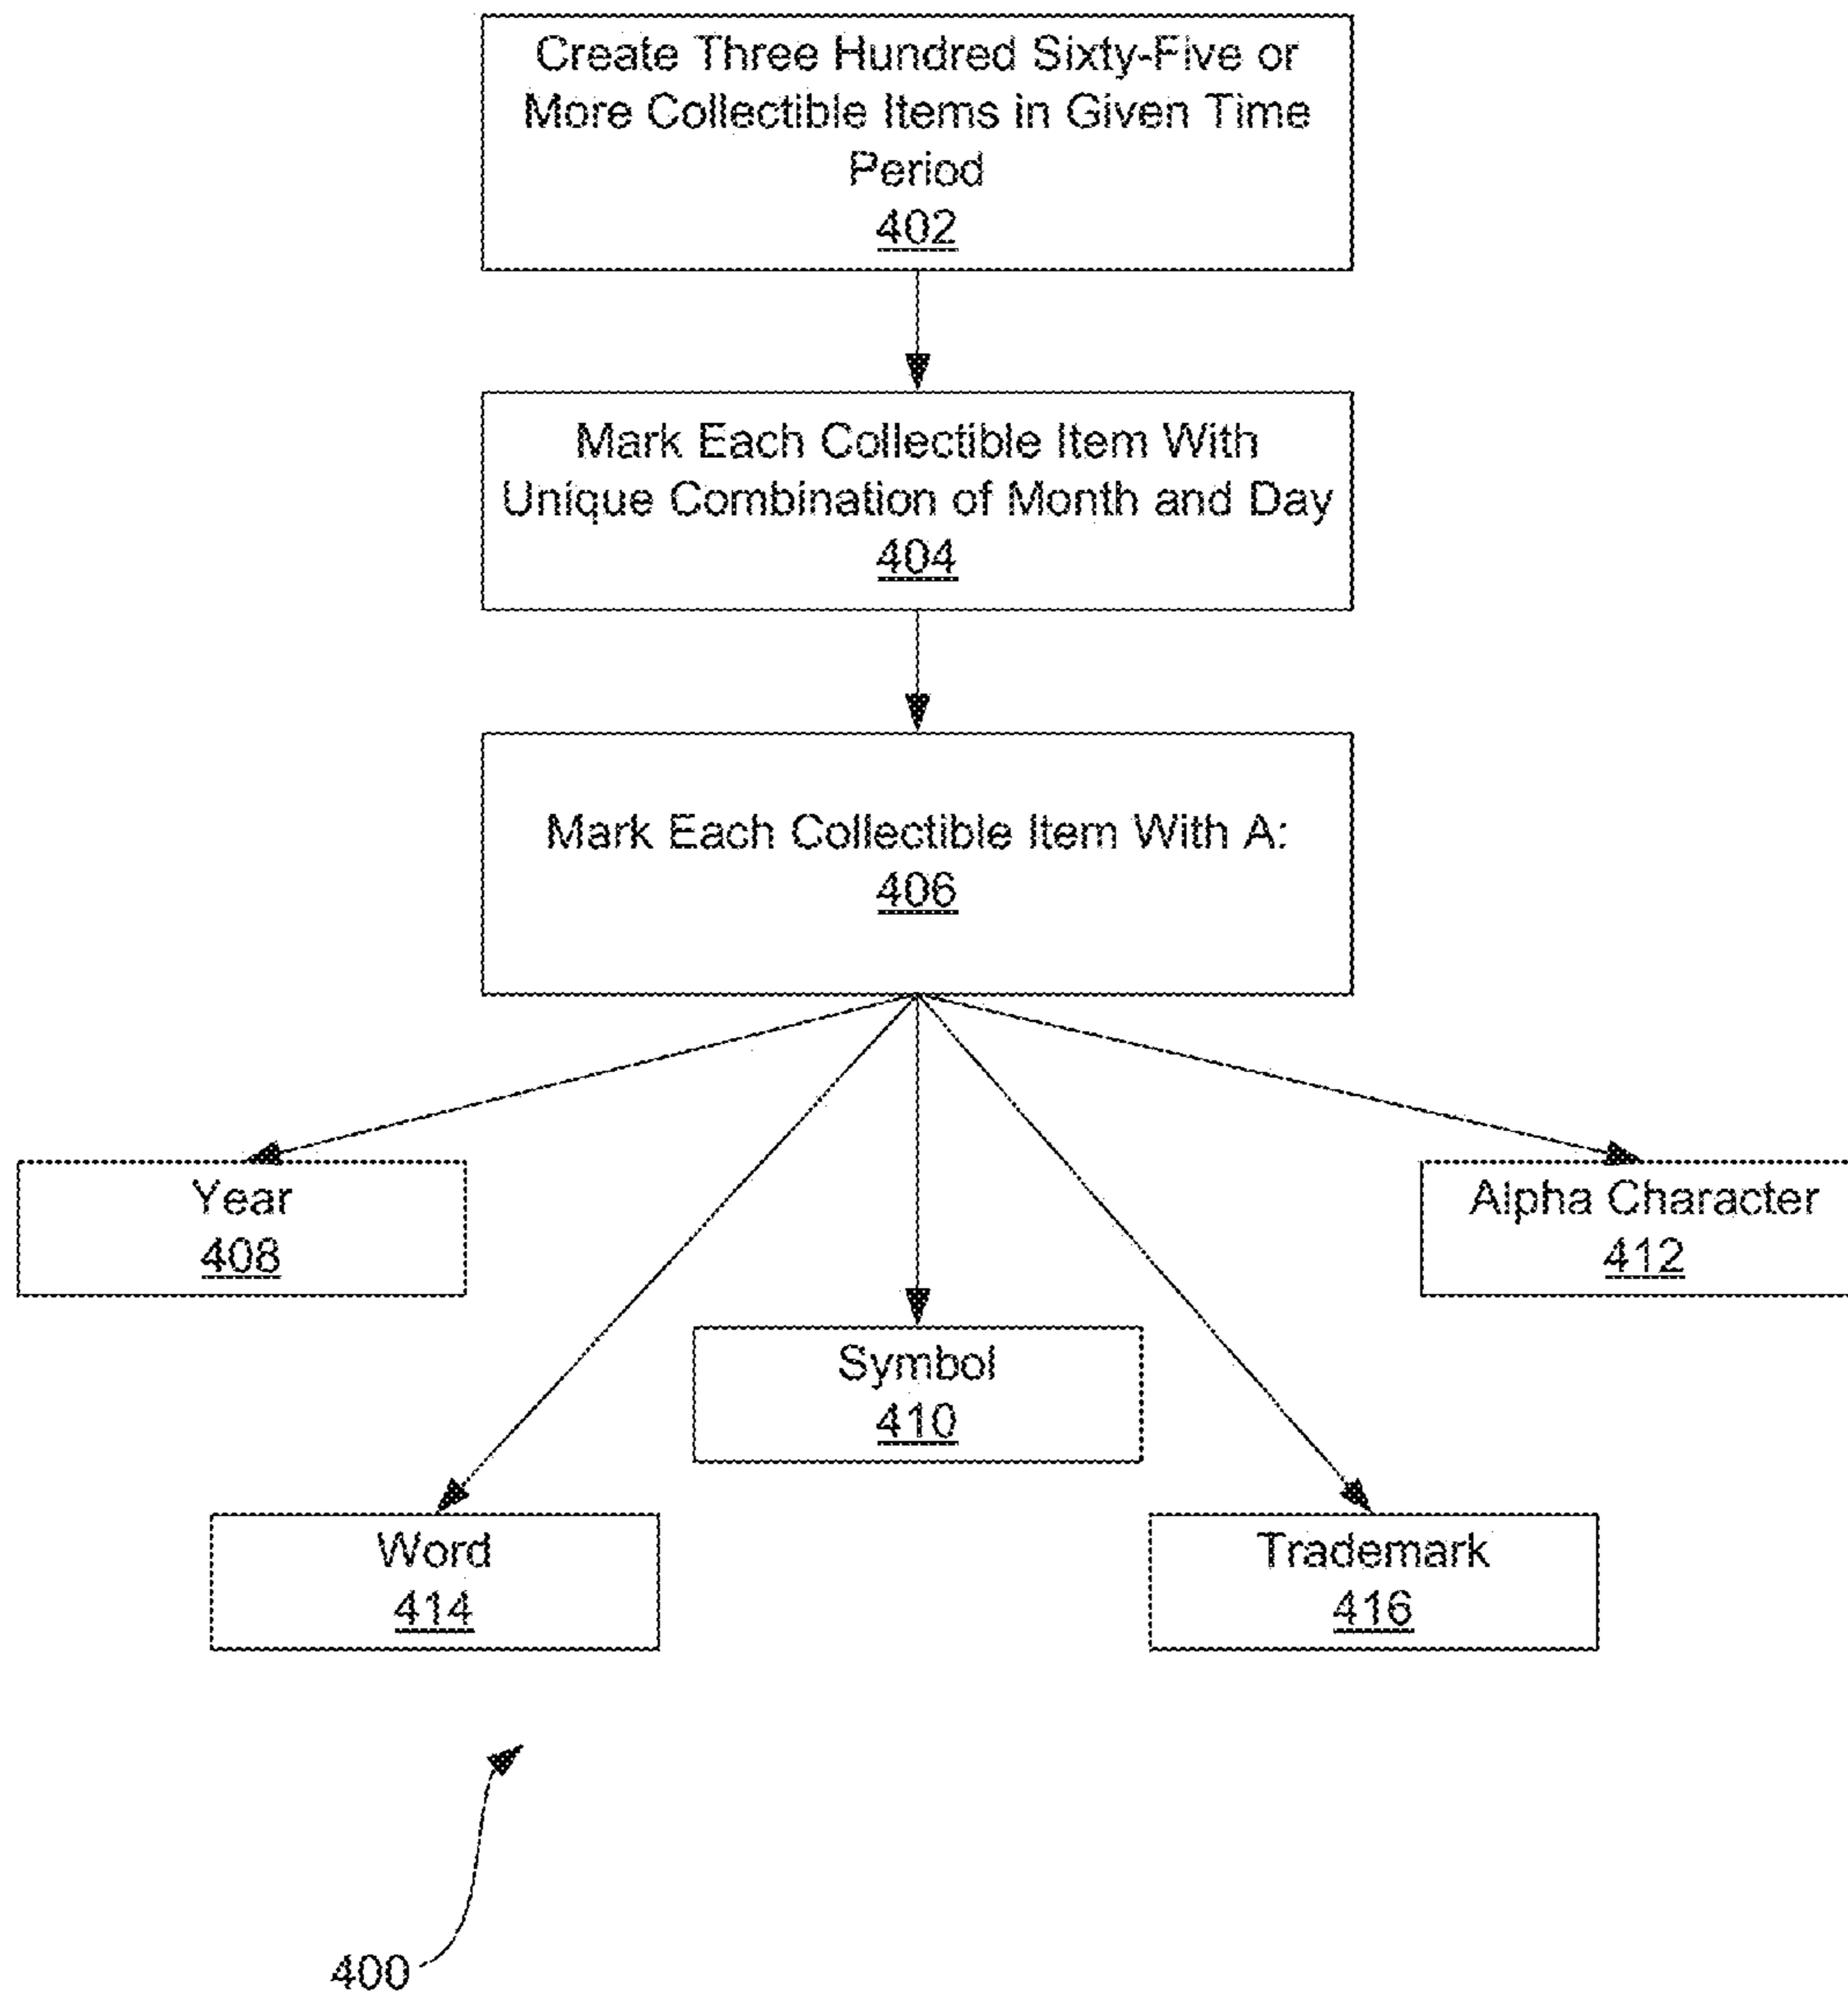 Create Three Hundred Sixty-Five or
More Collectible Items in Given Time
Period
402
Mark Each Collectible Item With
Unique Combination of Month and Day
404
Mark Each Collectible Item With A:
406
Year
408
Alpha Character
412
Symbol
410
Word
414
Trademark
416
400